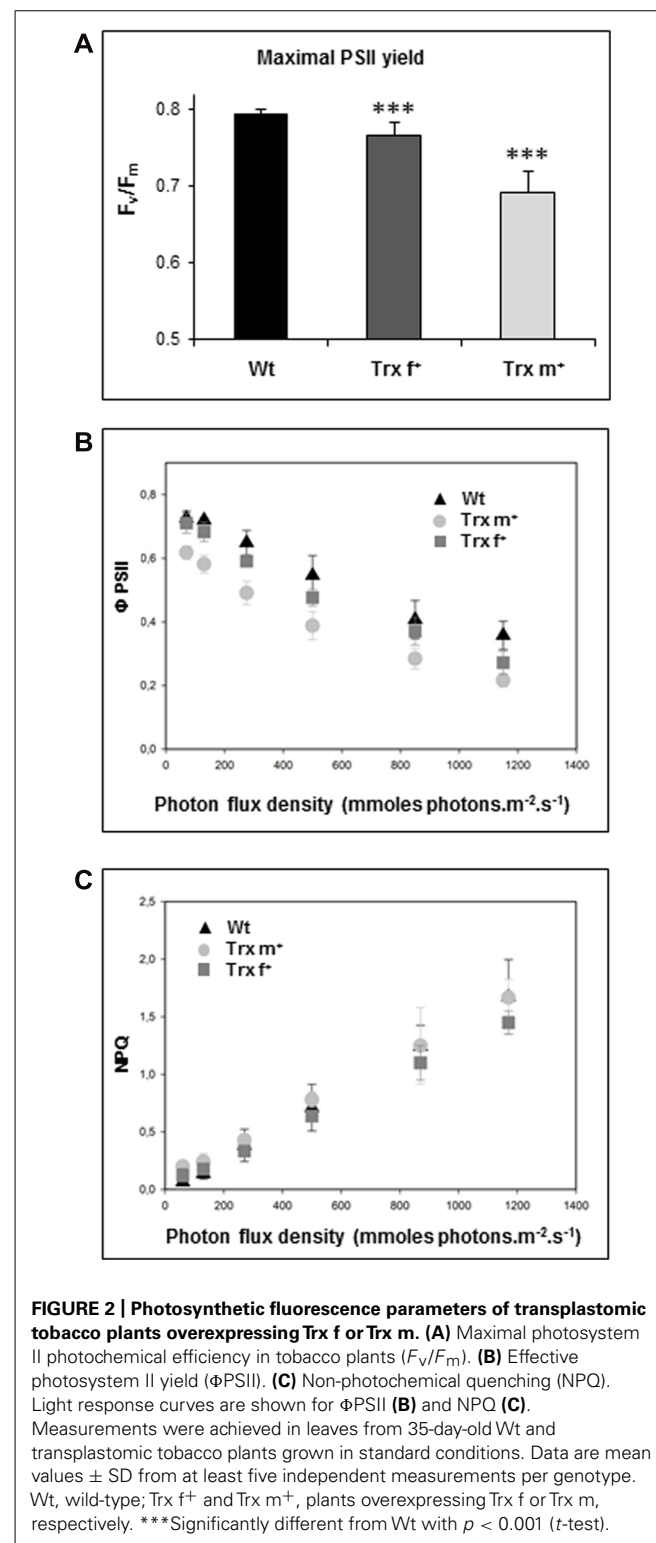 A
Maximal PSII yield
0.8
0.7
0.6
0.5
Fv/Fm
***
***
Wt
Trx f+
Trx m+
B
0,8
0,6
0,4
0,2
0,0
Φ PSII
Wt
Trx m+
Trx f+
0 200 400 600 800 1000 1200 1400
Photon flux density (mmoles photons.m-2.s-1)
C
2,5
2,0
1,5
1,0
0,5
0,0
NPQ
Wt
Trx m+
Trx f+
0 200 400 600 800 1000 1200 1400
Photon flux density (mmoles photons.m-2.s-1)
FIGURE 2 | Photosynthetic fluorescence parameters of transplastomic
tobacco plants overexpressing Trx f or Trx m. (A) Maximal photosystem
II photochemical efficiency in tobacco plants (Fv/Fm). (B) Effective
photosystem II yield (ΦPSII). (C) Non-photochemical quenching (NPQ).
Light response curves are shown for ΦPSII (B) and NPQ (C).
Measurements were achieved in leaves from 35-day-old Wt and
transplastomic tobacco plants grown in standard conditions. Data are mean
values ± SD from at least five independent measurements per genotype.
Wt, wild-type; Trx f+ and Trx m+, plants overexpressing Trx f or Trx m,
respectively. ***Significantly different from Wt with p < 0.001 (t-test).